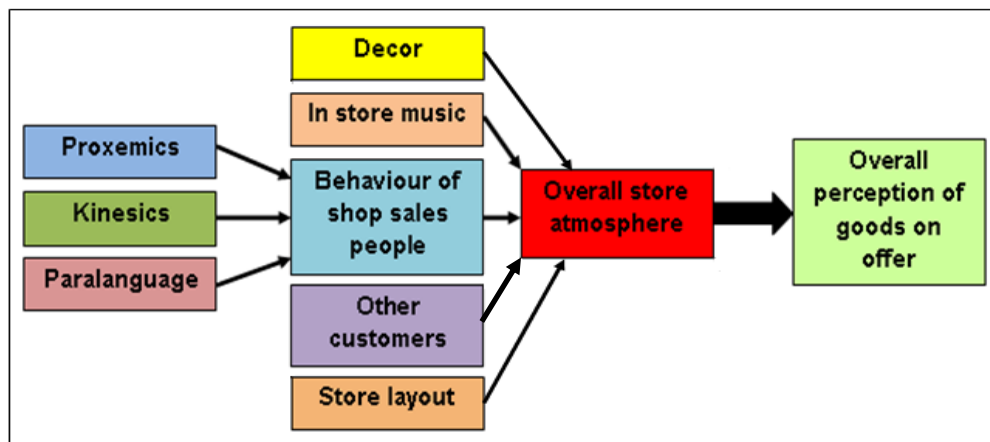 Decor
In store music
Proxemics
Kinesics
Paralanguage
Behaviour of
shop sales
people
Other
customers
Store layout
Overall store
atmosphere
Overall
perception of
goods on
offer